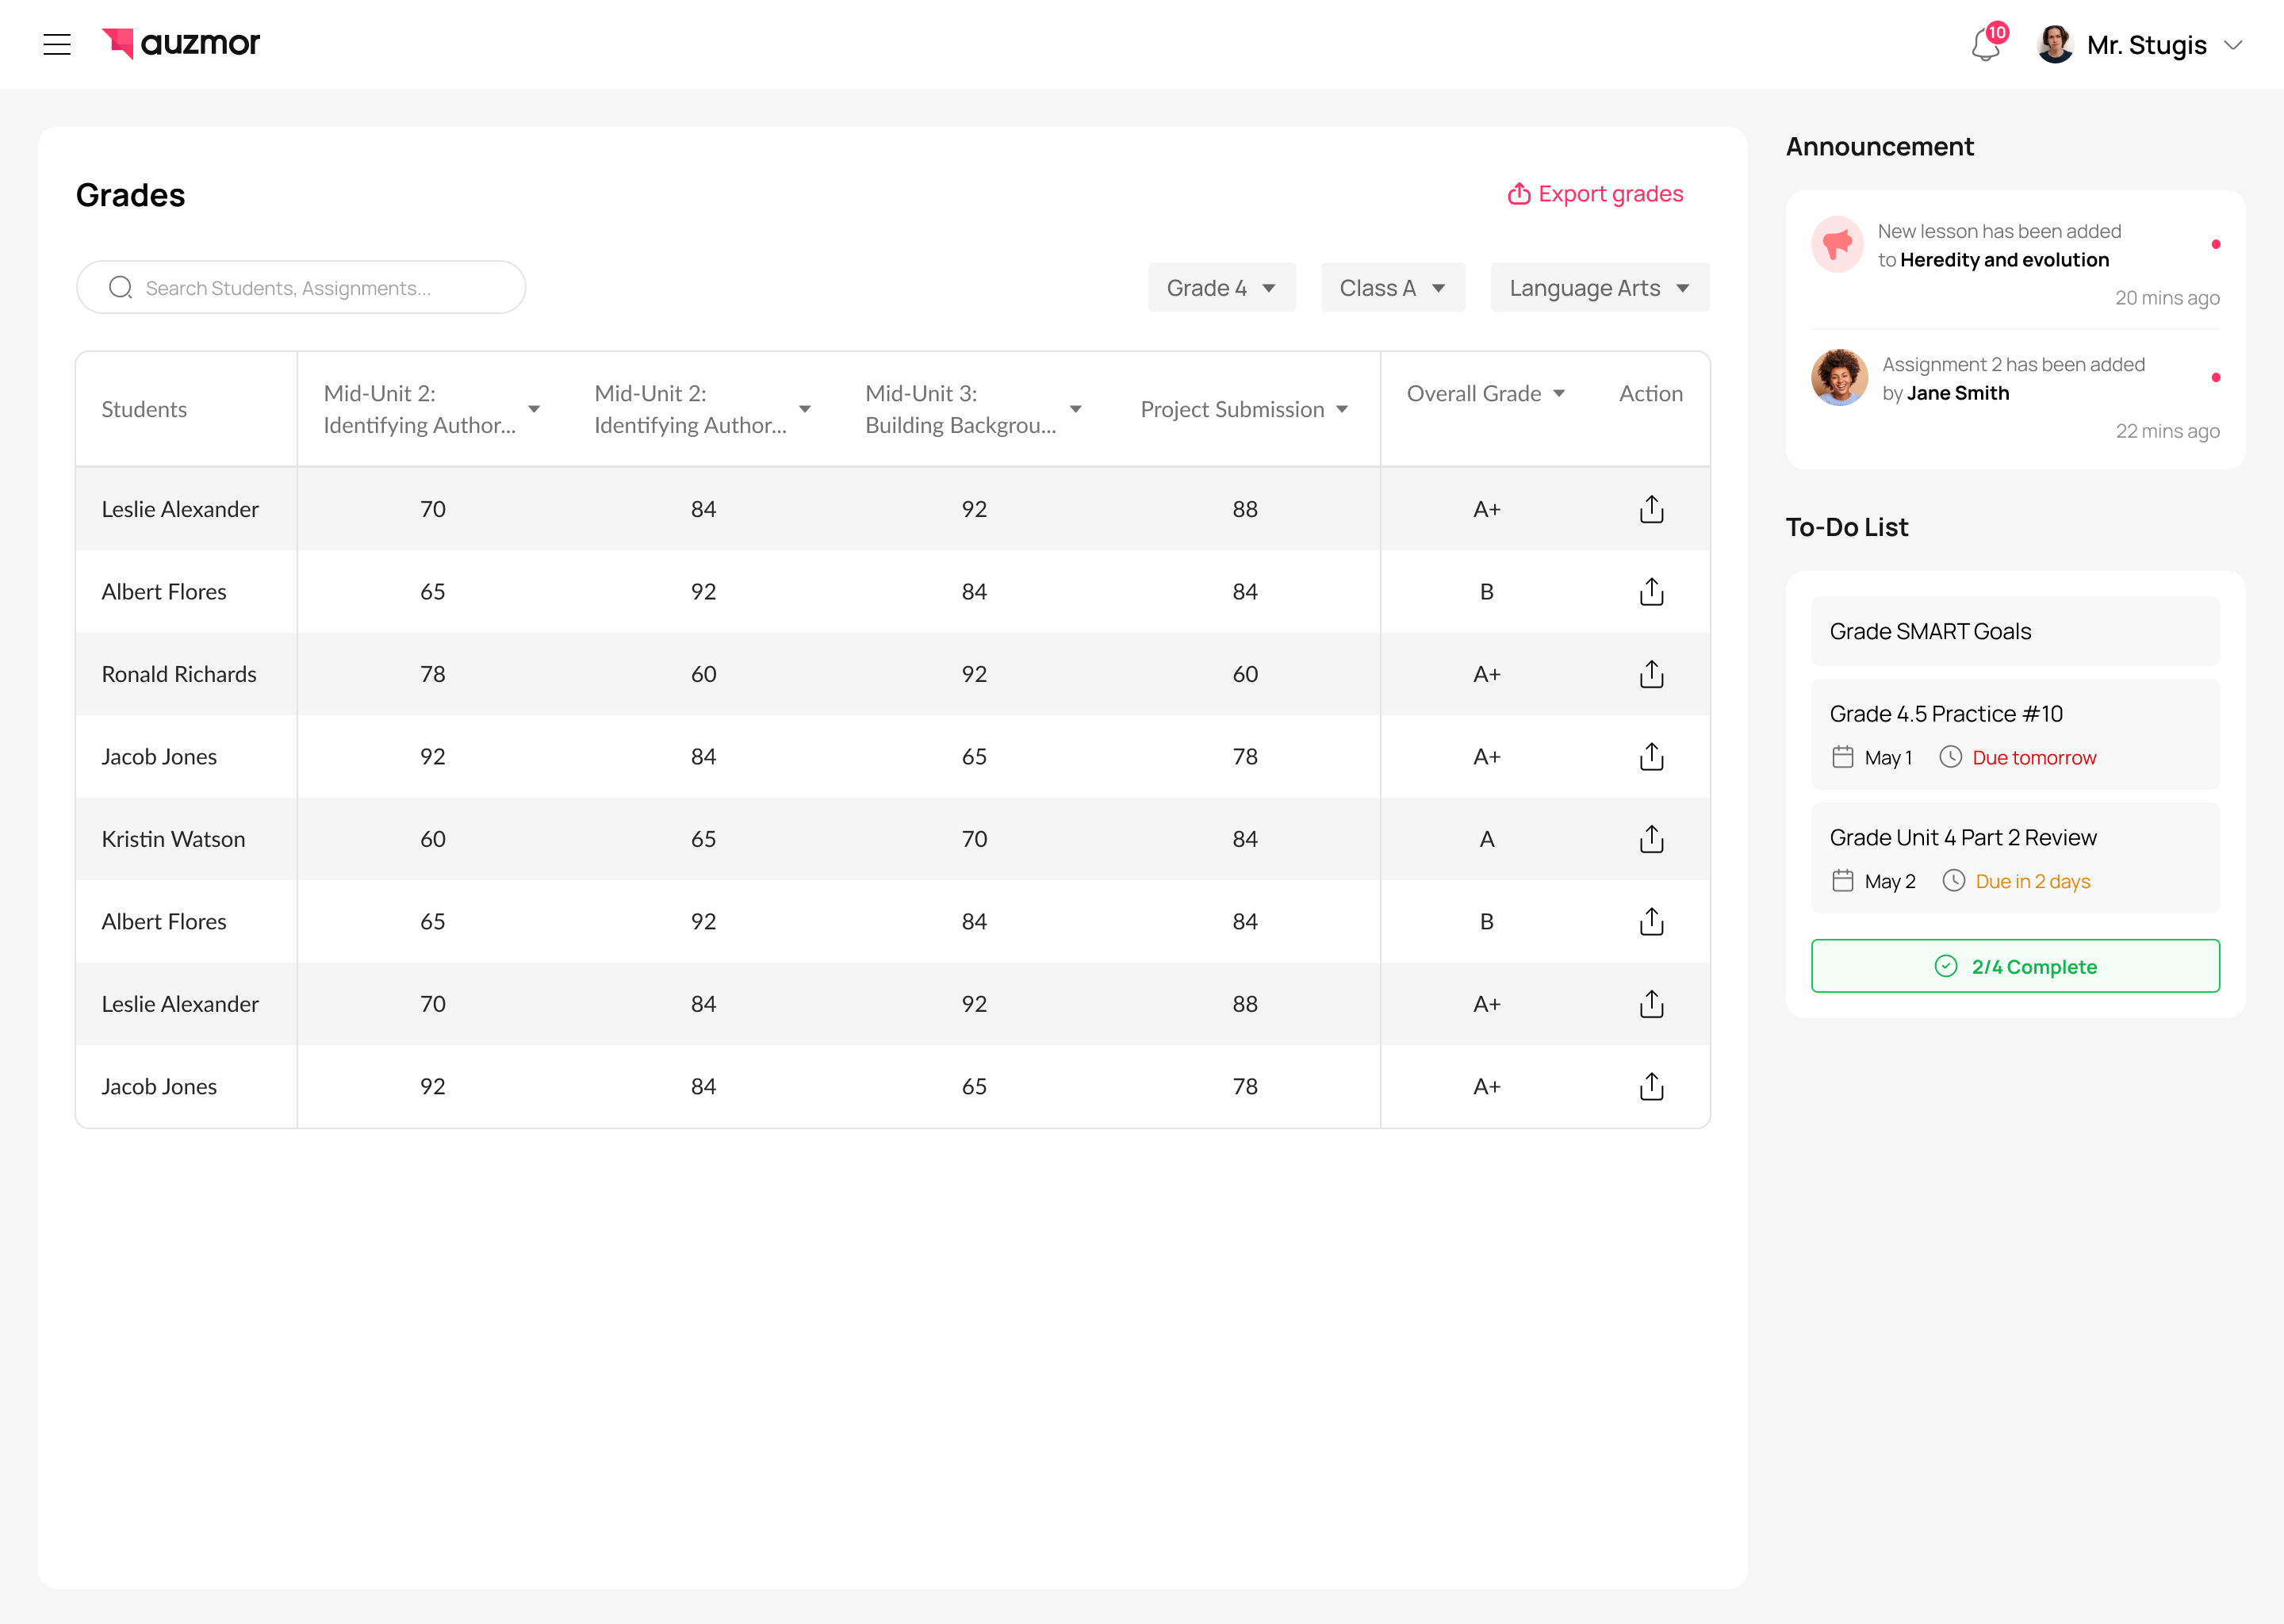 auzmor
10
Mr. Stugis
Grades
Export grades
Search Students, Assignments...
Grade 4
Class A
Language Arts
Students
Mid-Unit 2:
Identifying Author...
Mid-Unit 2:
Identifying Author...
Mid-Unit 3:
Building Backgrou...
Project Submission
Overall Grade
Action
Leslie Alexander 70 84 92 88 A+
Albert Flores 65 92 84 84 B
Ronald Richards 78 60 92 60 A+
Jacob Jones 92 84 65 78 A+
Kristin Watson 60 65 70 84 A
Albert Flores 65 92 84 84 B
Leslie Alexander 70 84 92 88 A+
Jacob Jones 92 84 65 78 A+
Announcement
New lesson has been added
to Heredity and evolution
20 mins ago
Assignment 2 has been added
by Jane Smith
22 mins ago
To-Do List
Grade SMART Goals
Grade 4.5 Practice #10
May 1 Due tomorrow
Grade Unit 4 Part 2 Review
May 2 Due in 2 days
2/4 Complete